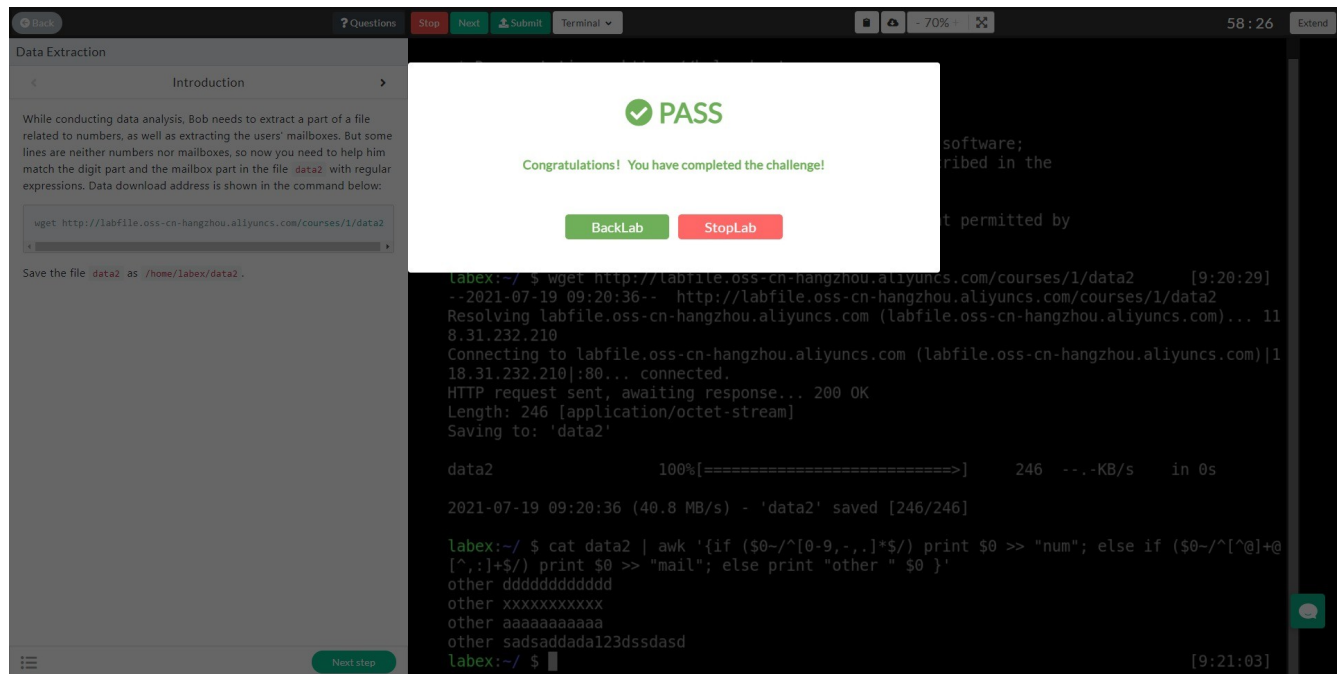 Back
? Questions
Stop
Next
Submit
Terminal
- 70% +
58 : 26
Extend
Data Extraction
Introduction
While conducting data analysis, Bob needs to extract a part of a file
related to numbers, as well as extracting the users' mailboxes. But some
lines are neither numbers nor mailboxes, so now you need to help him
match the digit part and the mailbox part in the file data2 with regular
expressions. Data download address is shown in the command below:
wget http://labfile.oss-cn-hangzhou.aliyuncs.com/courses/1/data2
Save the file data2 as /home/labex/data2.
Next step
PASS
Congratulations! You have completed the challenge!
BackLab
StopLab
software;
ribed in the
t permitted by
labex:~/ $ wget http://labfile.oss-cn-hangzhou.aliyuncs.com/courses/1/data2 [9:20:29]
--2021-07-19 09:20:36-- http://labfile.oss-cn-hangzhou.aliyuncs.com/courses/1/data2
Resolving labfile.oss-cn-hangzhou.aliyuncs.com (labfile.oss-cn-hangzhou.aliyuncs.com)... 11
8.31.232.210
Connecting to labfile.oss-cn-hangzhou.aliyuncs.com (labfile.oss-cn-hangzhou.aliyuncs.com)|1
18.31.232.210|:80... connected.
HTTP request sent, awaiting response... 200 OK
Length: 246 [application/octet-stream]
Saving to: 'data2'
data2 100%[===========================>] 246 --.-KB/s in 0s
2021-07-19 09:20:36 (40.8 MB/s) - 'data2' saved [246/246]
labex:~/ $ cat data2 | awk '{if ($0~/^[0-9,-,.]*$/) print $0 >> "num"; else if ($0~/^[^@]+@
[^,:]+$/) print $0 >> "mail"; else print "other " $0 }'
other dddddddddddd
other xxxxxxxxxxx
other aaaaaaaaaaa
other sadsaddada123dssdasd
labex:~/ $ [9:21:03]